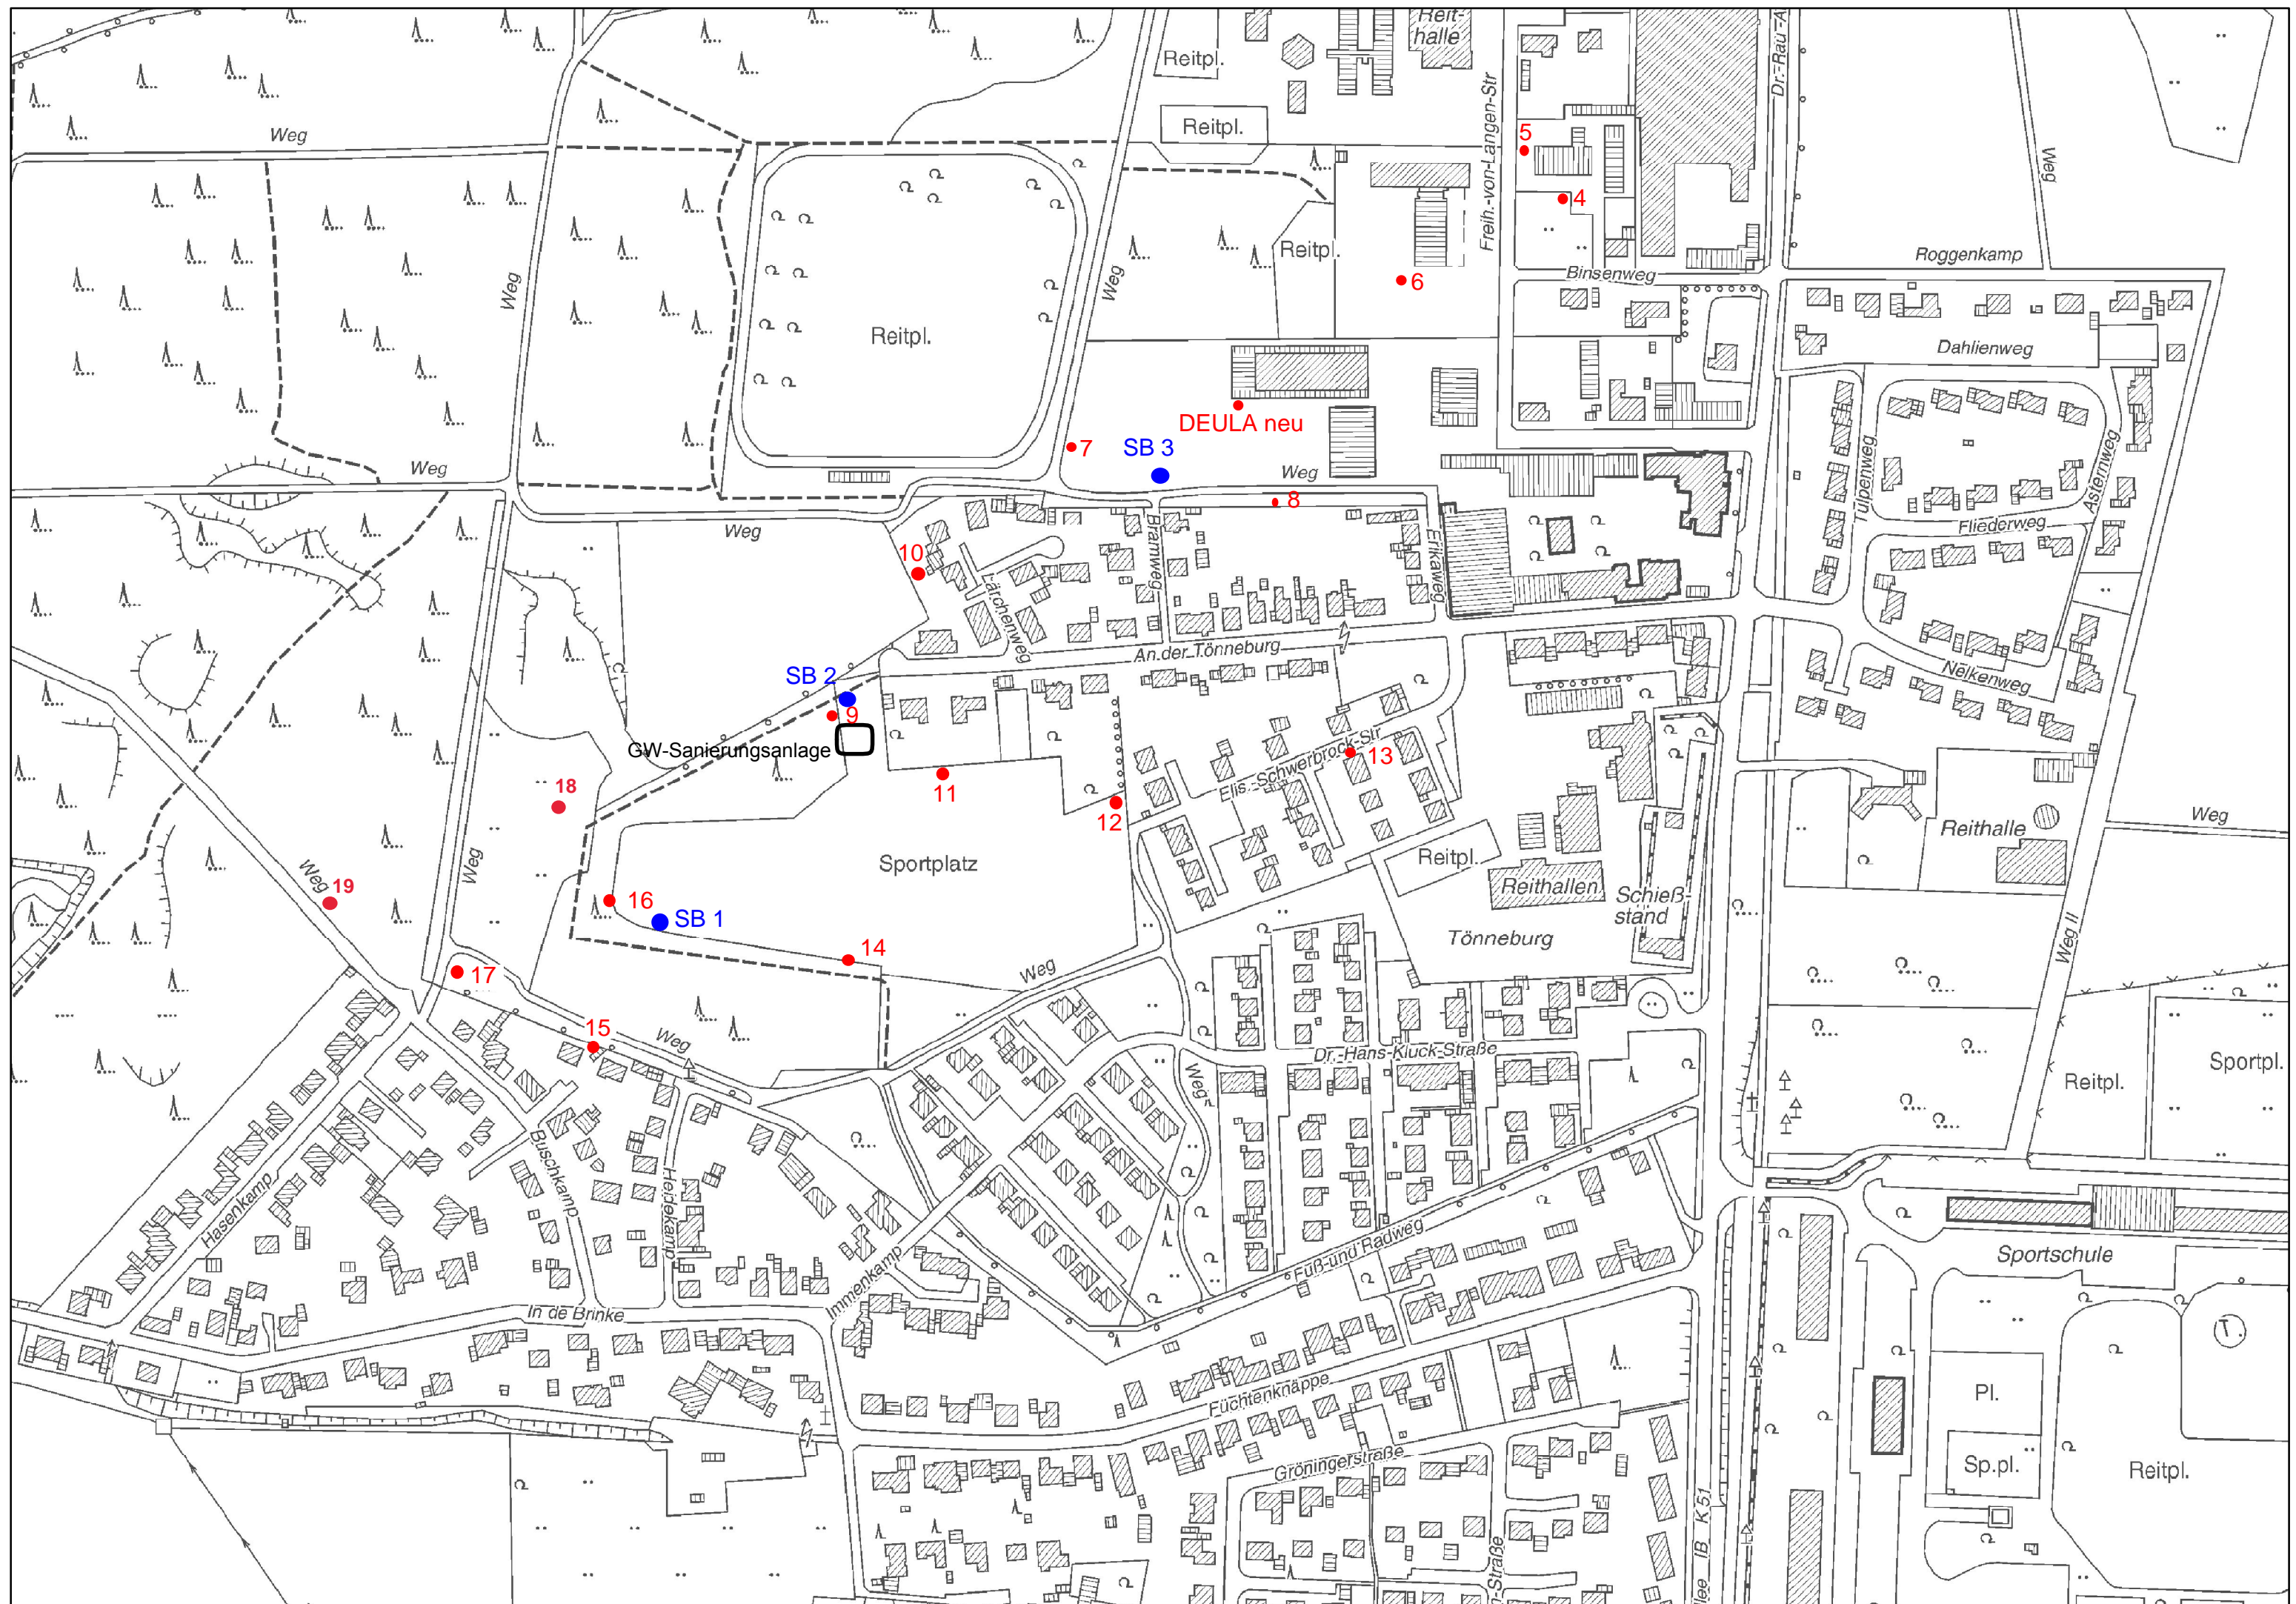 Reit-
halle
Reitpl.
Dr.-Rau-A
Freih.-von-Langen-Str
Weg
Reitpl.
5
Weg
4
Reitpl.
Roggenkamp
Binsenweg
6
Weg
Weg
Reitpl.
Dahlienweg
DEULA neu
7
SB 3
Weg
Weg
8
Tulpenweg
Asternweg
Fliederweg
Weg
10
Bramweg
Erikaweg
Lärchenweg
An der Tönneburg
Nelkenweg
SB 2
9
GW-Sanierungsanlage
Elis.-Schwerbrock-Str
13
11
12
18
Weg
19
Weg
Sportplatz
Reitpl.
Reithallen
Schieß-
stand
Reithalle
Weg
16
SB 1
14
Tönneburg
Weg II
17
Weg
15
Weg
Dr.-Hans-Kluck-Straße
Weg
Reitpl.
Sportpl.
Buschkamp
Heidekamp
Hasenkamp
Immenkamp
Fuß-und Radweg
Sportschule
In de Brinke
T.
Füchtenknäppe
Pl.
Gröningerstraße
Sp.pl.
Reitpl.
n-Straße
llee IB K 51